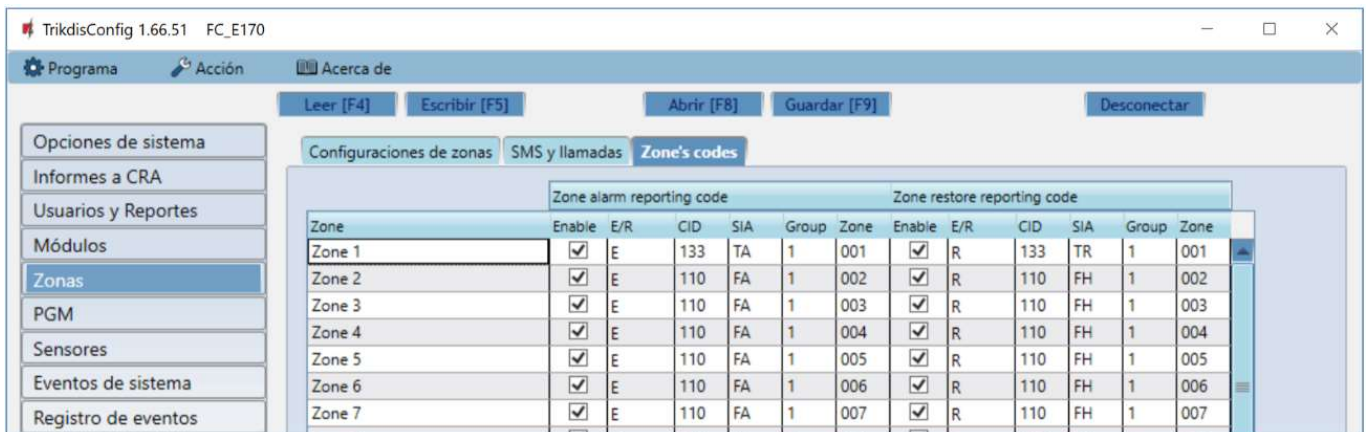 TrikdisConfig 1.66.51 FC_E170
Programa Acción Acerca de
Leer [F4] Escribir [F5] Abrir [F8] Guardar [F9] Desconectar
Opciones de sistema
Informes a CRA
Usuarios y Reportes
Módulos
Zonas
PGM
Sensores
Eventos de sistema
Registro de eventos
Configuraciones de zonas SMS y llamadas Zone's codes
Zone alarm reporting code Zone restore reporting code
Zone Enable E/R CID SIA Group Zone Enable E/R CID SIA Group Zone
Zone 1 E 133 TA 1 001 R 133 TR 1 001
Zone 2 E 110 FA 1 002 R 110 FH 1 002
Zone 3 E 110 FA 1 003 R 110 FH 1 003
Zone 4 E 110 FA 1 004 R 110 FH 1 004
Zone 5 E 110 FA 1 005 R 110 FH 1 005
Zone 6 E 110 FA 1 006 R 110 FH 1 006
Zone 7 E 110 FA 1 007 R 110 FH 1 007